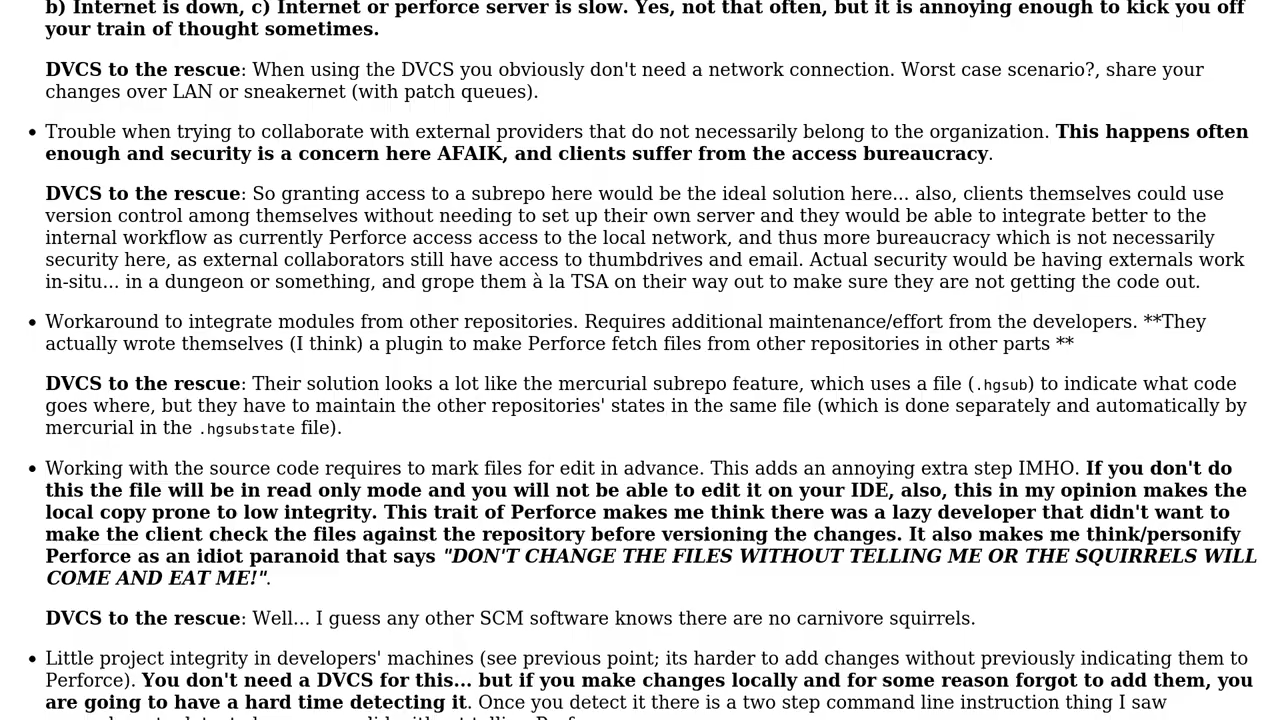 b) Internet is down, c) Internet or perforce server is slow. Yes, not that often, but it is annoying enough to kick you off
your train of thought sometimes.
DVCS to the rescue: When using the DVCS you obviously don't need a network connection. Worst case scenario?, share your
changes over LAN or sneakernet (with patch queues).
• Trouble when trying to collaborate with external providers that do not necessarily belong to the organization. This happens often
enough and security is a concern here AFAIK, and clients suffer from the access bureaucracy.
DVCS to the rescue: So granting access to a subrepo here would be the ideal solution here... also, clients themselves could use
version control among themselves without needing to set up their own server and they would be able to integrate better to the
internal workflow as currently Perforce access access to the local network, and thus more bureaucracy which is not necessarily
security here, as external collaborators still have access to thumbdrives and email. Actual security would be having externals work
in-situ... in a dungeon or something, and grope them à la TSA on their way out to make sure they are not getting the code out.
• Workaround to integrate modules from other repositories. Requires additional maintenance/effort from the developers. **They
actually wrote themselves (I think) a plugin to make Perforce fetch files from other repositories in other parts **
DVCS to the rescue: Their solution looks a lot like the mercurial subrepo feature, which uses a file (.hgsub) to indicate what code
goes where, but they have to maintain the other repositories' states in the same file (which is done separately and automatically by
mercurial in the .hgsubstate file).
• Working with the source code requires to mark files for edit in advance. This adds an annoying extra step IMHO. If you don't do
this the file will be in read only mode and you will not be able to edit it on your IDE, also, this in my opinion makes the
local copy prone to low integrity. This trait of Perforce makes me think there was a lazy developer that didn't want to
make the client check the files against the repository before versioning the changes. It also makes me think/personify
Perforce as an idiot paranoid that says "DON'T CHANGE THE FILES WITHOUT TELLING ME OR THE SQUIRRELS WILL
COME AND EAT ME!".
DVCS to the rescue: Well... I guess any other SCM software knows there are no carnivore squirrels.
• Little project integrity in developers' machines (see previous point; its harder to add changes without previously indicating them to
Perforce). You don't need a DVCS for this... but if you make changes locally and for some reason forgot to add them, you
are going to have a hard time detecting it. Once you detect it there is a two step command line instruction thing I saw